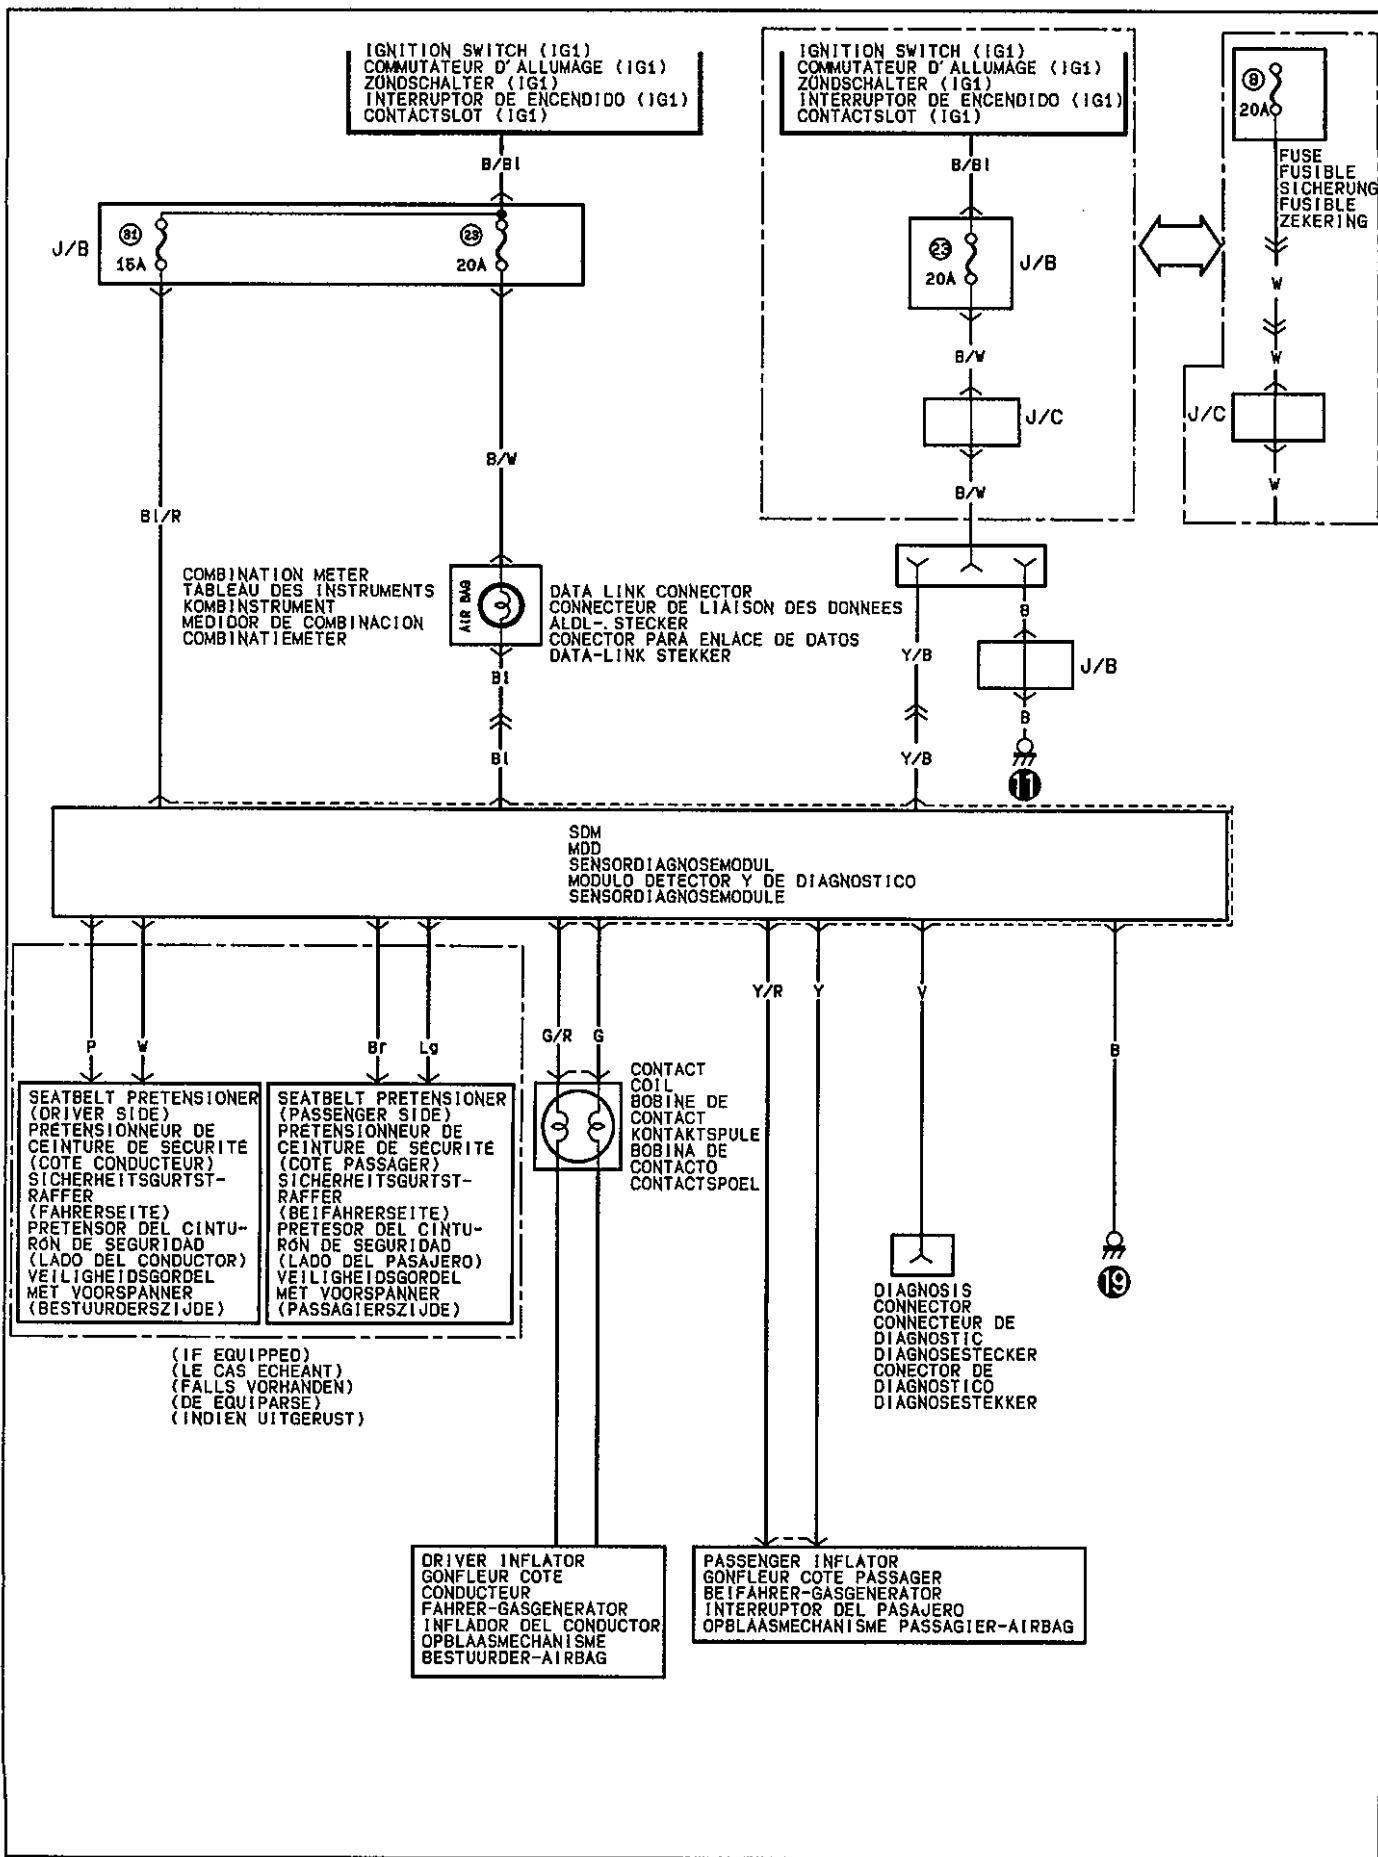 IGNITION SWITCH (IG1)
COMMUTATEUR D'ALLUMAGE (IG1)
ZÜNDSCHALTER (IG1)
INTERRUPTOR DE ENCENDIDO (IG1)
CONTACTSLOT (IG1)
IGNITION SWITCH (IG1)
COMMUTATEUR D'ALLUMAGE (IG1)
ZÜNDSCHALTER (IG1)
INTERRUPTOR DE ENCENDIDO (IG1)
CONTACTSLOT (IG1)
8
20A
FUSE
FUSIBLE
SICHERUNG
FUSIBLE
ZEKERING
B/Bl
B/Bl
J/B
31
15A
23
20A
23
20A
J/B
W
B/W
W
J/C
J/C
B/W
B/W
W
Bl/R
COMBINATION METER
TABLEAU DES INSTRUMENTS
KOMBINSTRUMENT
MEDIDOR DE COMBINACION
COMBINATIEMETER
AIR BAG
DATA LINK CONNECTOR
CONNECTEUR DE LIAISON DES DONNEES
ALDL-.STECKER
CONECTOR PARA ENLACE DE DATOS
DATA-LINK STEKKER
B
Y/B
J/B
Bl
B
Bl
Y/B
11
SDM
MDD
SENSORDIAGNOSEMODUL
MODULO DETECTOR Y DE DIAGNOSTICO
SENSORDIAGNOSEMODULE
P
W
Br
Lg
G/R
G
Y/R
Y
V
B
SEATBELT PRETENSIONER
(DRIVER SIDE)
PRÉTENSIONNEUR DE
CEINTURE DE SÉCURITÉ
(COTE CONDUCTEUR)
SICHERHEITSGURTST-
RAFFER
(FAHRERSEITE)
PRETENSOR DEL CINTU-
RÓN DE SEGURIDAD
(LADO DEL CONDUCTOR)
VEILIGHEIDSGORDEL
MET VOORSPANNER
(BESTUURDERSZIJDE)
SEATBELT PRETENSIONER
(PASSENGER SIDE)
PRÉTENSIONNEUR DE
CEINTURE DE SÉCURITÉ
(COTE PASSAGER)
SICHERHEITSGURTST-
RAFFER
(BEIFAHRERSEITE)
PRETESOR DEL CINTU-
RÓN DE SEGURIDAD
(LADO DEL PASAJERO)
VEILIGHEIDSGORDEL
MET VOORSPANNER
(PASSAGIERSZIJDE)
CONTACT
COIL
BOBINE DE
CONTACT
KONTAKTSPULE
BOBINA DE
CONTACTO
CONTACTSPOEL
DIAGNOSIS
CONNECTOR
CONNECTEUR DE
DIAGNOSTIC
DIAGNOSESTECKER
CONECTOR DE
DIAGNOSTICO
DIAGNOSESTEKKER
19
(IF EQUIPPED)
(LE CAS ECHEANT)
(FALLS VORHANDEN)
(DE EQUIPARSE)
(INDIEN UITGERUST)
DRIVER INFLATOR
GONFLEUR COTE
CONDUCTEUR
FAHRER-GASGENERATOR
INFLADOR DEL CONDUCTOR
OPBLAASMECHANISME
BESTUURDER-AIRBAG
PASSENGER INFLATOR
GONFLEUR COTE PASSAGER
BEIFAHRER-GASGENERATOR
INTERRUPTOR DEL PASAJERO
OPBLAASMECHANISME PASSAGIER-AIRBAG